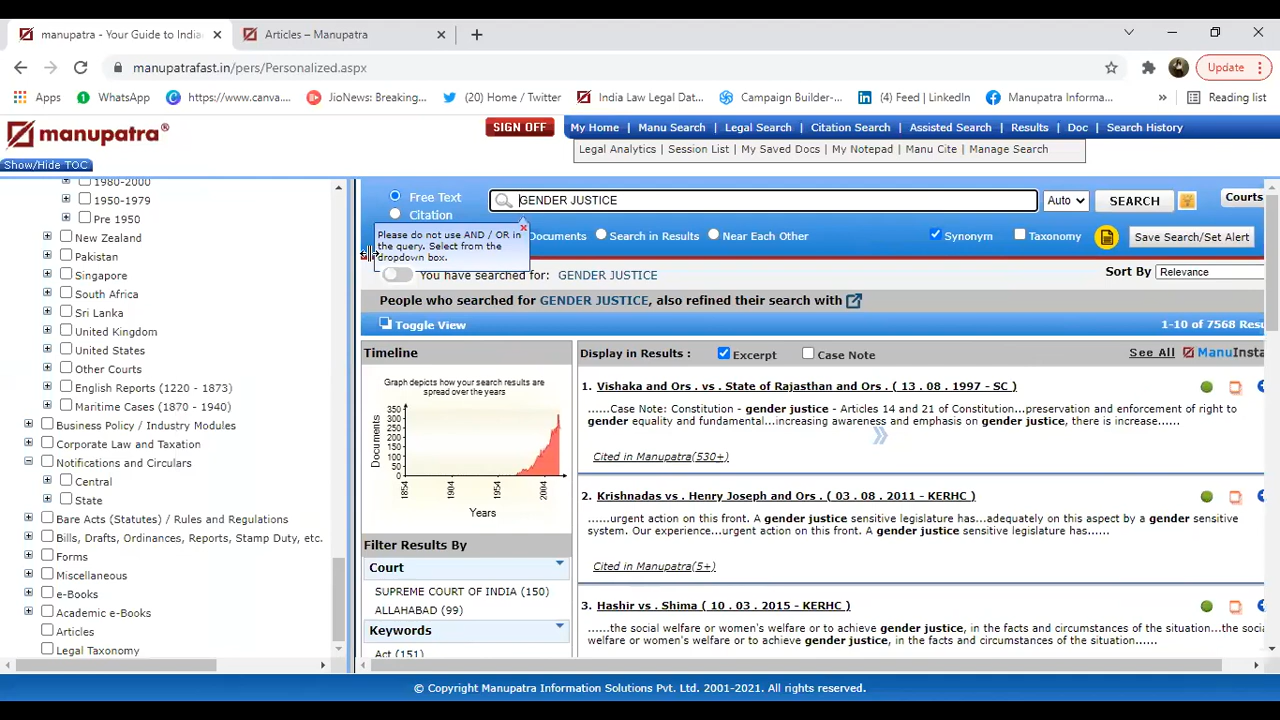 manupatra - Your Guide to India
Articles – Manupatra
manupatrafast.in/pers/Personalized.aspx
Update
Apps
WhatsApp
https://www.canva....
JioNews: Breaking...
(20) Home / Twitter
India Law Legal Dat...
Campaign Builder-...
(4) Feed | LinkedIn
Manupatra Informa...
»
Reading list
manupatra®
SIGN OFF
My Home | Manu Search | Legal Search | Citation Search | Assisted Search | Results | Doc | Search History
Legal Analytics | Session List | My Saved Docs | My Notepad | Manu Cite | Manage Search
Show/Hide TOC
1980-2000
1950-1979
Pre 1950
New Zealand
Pakistan
Singapore
South Africa
Sri Lanka
United Kingdom
United States
Other Courts
English Reports (1220 - 1873)
Maritime Cases (1870 - 1940)
Business Policy / Industry Modules
Corporate Law and Taxation
Notifications and Circulars
Central
State
Bare Acts (Statutes) / Rules and Regulations
Bills, Drafts, Ordinances, Reports, Stamp Duty, etc.
Forms
Miscellaneous
e-Books
Academic e-Books
Articles
Legal Taxonomy
Free Text
Citation
GENDER JUSTICE
Auto
SEARCH
Courts
Please do not use AND / OR in
the query. Select from the
dropdown box.
Documents
Search in Results
Near Each Other
Synonym
Taxonomy
Save Search/Set Alert
You have searched for: GENDER JUSTICE
Sort By
Relevance
People who searched for GENDER JUSTICE, also refined their search with
Toggle View
1-10 of 7568 Resu
Timeline
Graph depicts how your search results are
spread over the years
Documents
350
300
250
200
150
100
50
0
1854
1904
1954
2004
Years
Filter Results By
Court
SUPREME COURT OF INDIA (150)
ALLAHABAD (99)
Keywords
Act (151)
Display in Results :
Excerpt
Case Note
See All
ManuInsta
1. Vishaka and Ors . vs . State of Rajasthan and Ors . ( 13 . 08 . 1997 - SC )
......Case Note: Constitution - gender justice - Articles 14 and 21 of Constitution...preservation and enforcement of right to
gender equality and fundamental...increasing awareness and emphasis on gender justice, there is increase......
Cited in Manupatra(530+)
2. Krishnadas vs . Henry Joseph and Ors . ( 03 . 08 . 2011 - KERHC )
......urgent action on this front. A gender justice sensitive legislature has...adequately on this aspect by a gender sensitive
system. Our experience...urgent action on this front. A gender justice sensitive legislature has......
Cited in Manupatra(5+)
3. Hashir vs . Shima ( 10 . 03 . 2015 - KERHC )
......the social welfare or women's welfare or to achieve gender justice, in the facts and circumstances of the situation...the socia
welfare or women's welfare or to achieve gender justice, in the facts and circumstances of the situation......
© Copyright Manupatra Information Solutions Pvt. Ltd. 2001-2021. All rights reserved.